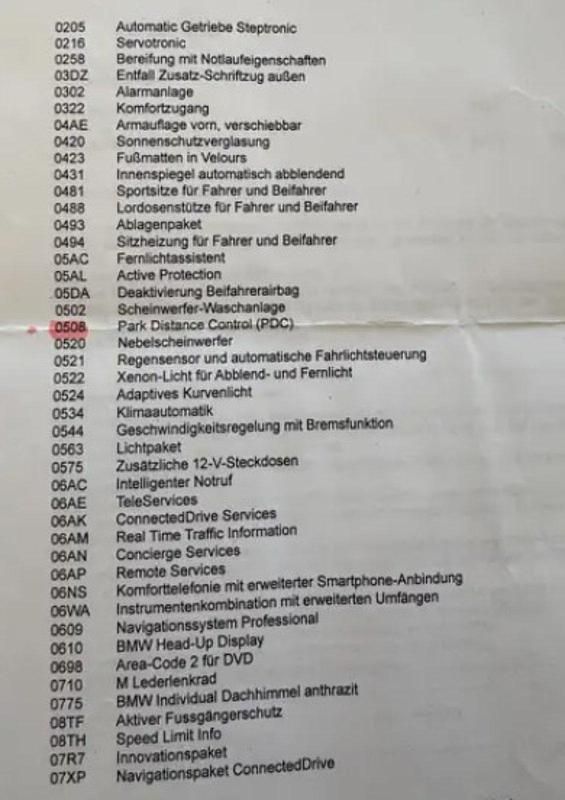 0205 Automatic Getriebe Steptronic
0216 Servotronic
0258 Bereifung mit Notlaufeigenschaften
03DZ Entfall Zusatz-Schriftzug außen
0302 Alarmanlage
0322 Komfortzugang
04AE Armauflage vorn, verschiebbar
0420 Sonnenschutzverglasung
0423 Fußmatten in Velours
0431 Innenspiegel automatisch abblendend
0481 Sportsitze für Fahrer und Beifahrer
0488 Lordosenstütze für Fahrer und Beifahrer
0493 Ablagenpaket
0494 Sitzheizung für Fahrer und Beifahrer
05AC Fernlichtassistent
05AL Active Protection
05DA Deaktivierung Beifahrerairbag
0502 Scheinwerfer-Waschanlage
0508 Park Distance Control (PDC)
0520 Nebelscheinwerfer
0521 Regensensor und automatische Fahrlichtsteuerung
0522 Xenon-Licht für Abblend- und Fernlicht
0524 Adaptives Kurvenlicht
0534 Klimaautomatik
0544 Geschwindigkeitsregelung mit Bremsfunktion
0563 Lichtpaket
0575 Zusätzliche 12-V-Steckdosen
06AC Intelligenter Notruf
06AE TeleServices
06AK ConnectedDrive Services
06AM Real Time Traffic Information
06AN Concierge Services
06AP Remote Services
06NS Komforttelefonie mit erweiterter Smartphone-Anbindung
06WA Instrumentenkombination mit erweiterten Umfängen
0609 Navigationssystem Professional
0610 BMW Head-Up Display
0698 Area-Code 2 für DVD
0710 M Lederlenkrad
0775 BMW Individual Dachhimmel anthrazit
08TF Aktiver Fussgängerschutz
08TH Speed Limit Info
07R7 Innovationspaket
07XP Navigationspaket ConnectedDrive